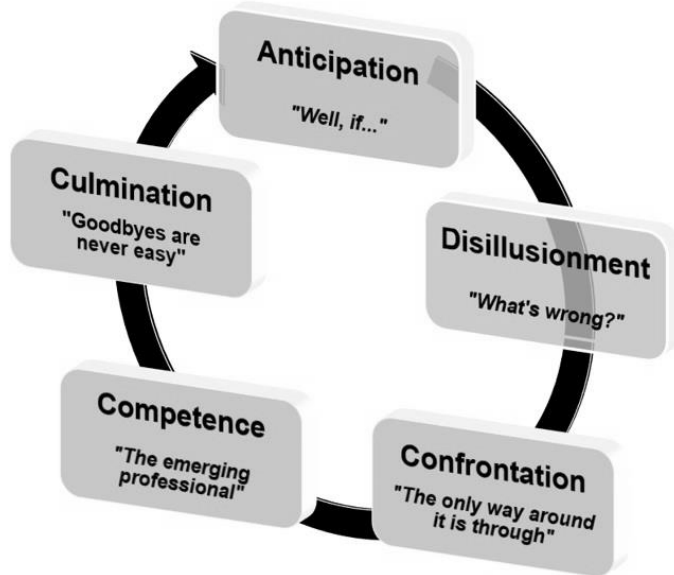 Anticipation
"Well, if..."
Disillusionment
"What's wrong?"
Confrontation
"The only way around
it is through"
Competence
"The emerging
professional"
Culmination
"Goodbyes are
never easy"